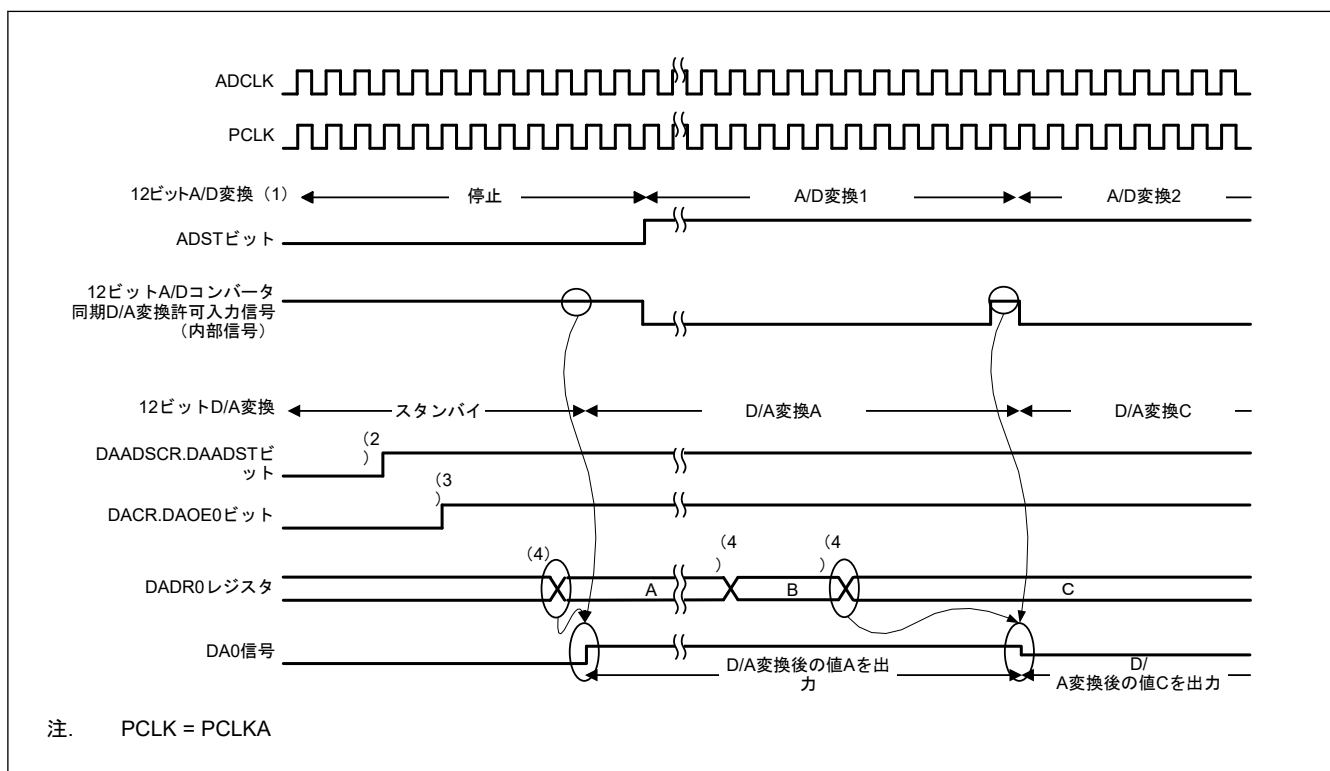 ADCLK
PCLK
12ビットA/D変換（1）
停止
A/D変換1
A/D変換2
ADSTビット
12ビットA/Dコンバータ
同期D/A変換許可入力信号
（内部信号）
12ビットD/A変換
スタンバイ
D/A変換A
D/A変換C
DAADSCR.DAADSTビ
ット
（2
）
DACR.DAOE0ビット
（3
）
DADR0レジスタ
（4）
A
（4
）
B
（4
）
C
DA0信号
D/A変換後の値Aを出
力
D/
A変換後の値Cを出力
注. PCLK = PCLKA